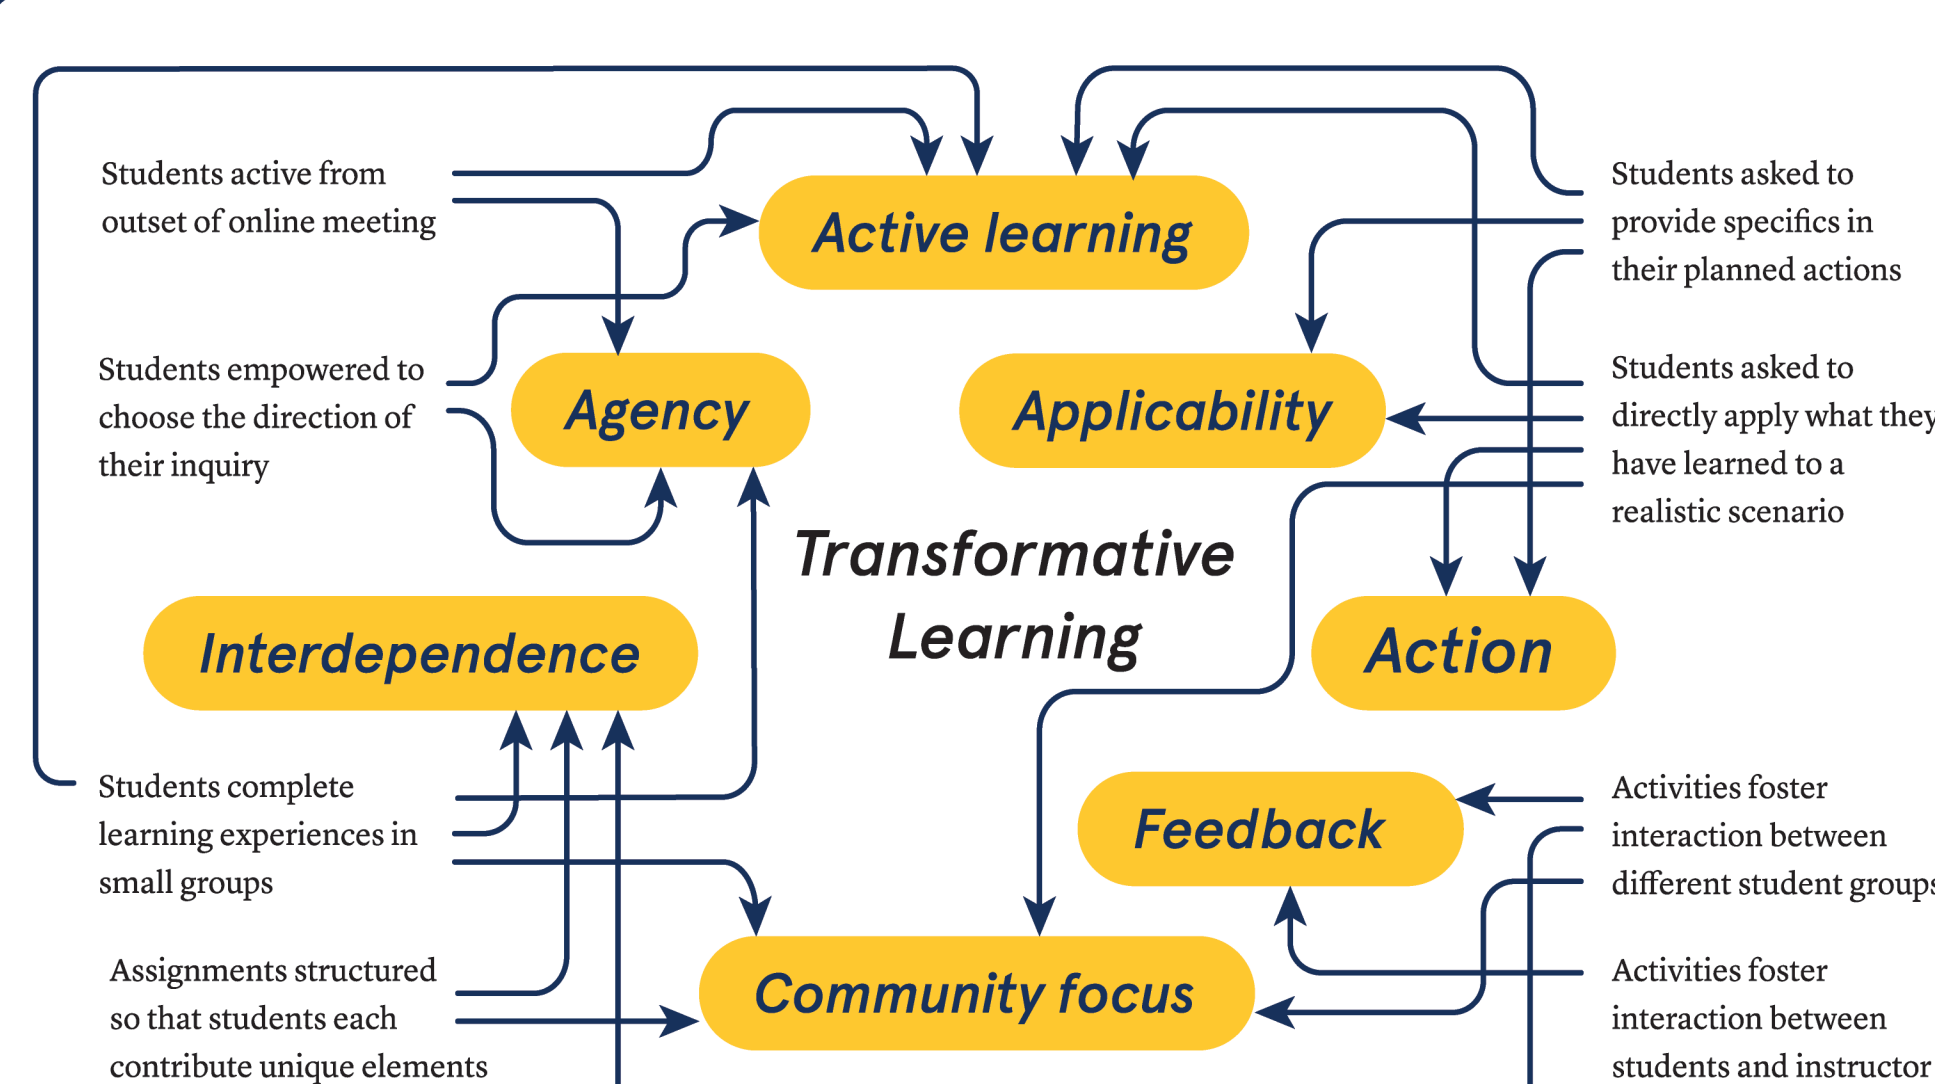 Students active from
outset of online meeting
Active learning
Students asked to
provide specifics in
their planned actions
Students empowered to
choose the direction of
their inquiry
Agency
Applicability
Students asked to
directly apply what they
have learned to a
realistic scenario
Transformative
Learning
Interdependence
Action
Students complete
learning experiences in
small groups
Feedback
Activities foster
interaction between
different student groups
Assignments structured
so that students each
contribute unique elements
Community focus
Activities foster
interaction between
students and instructor